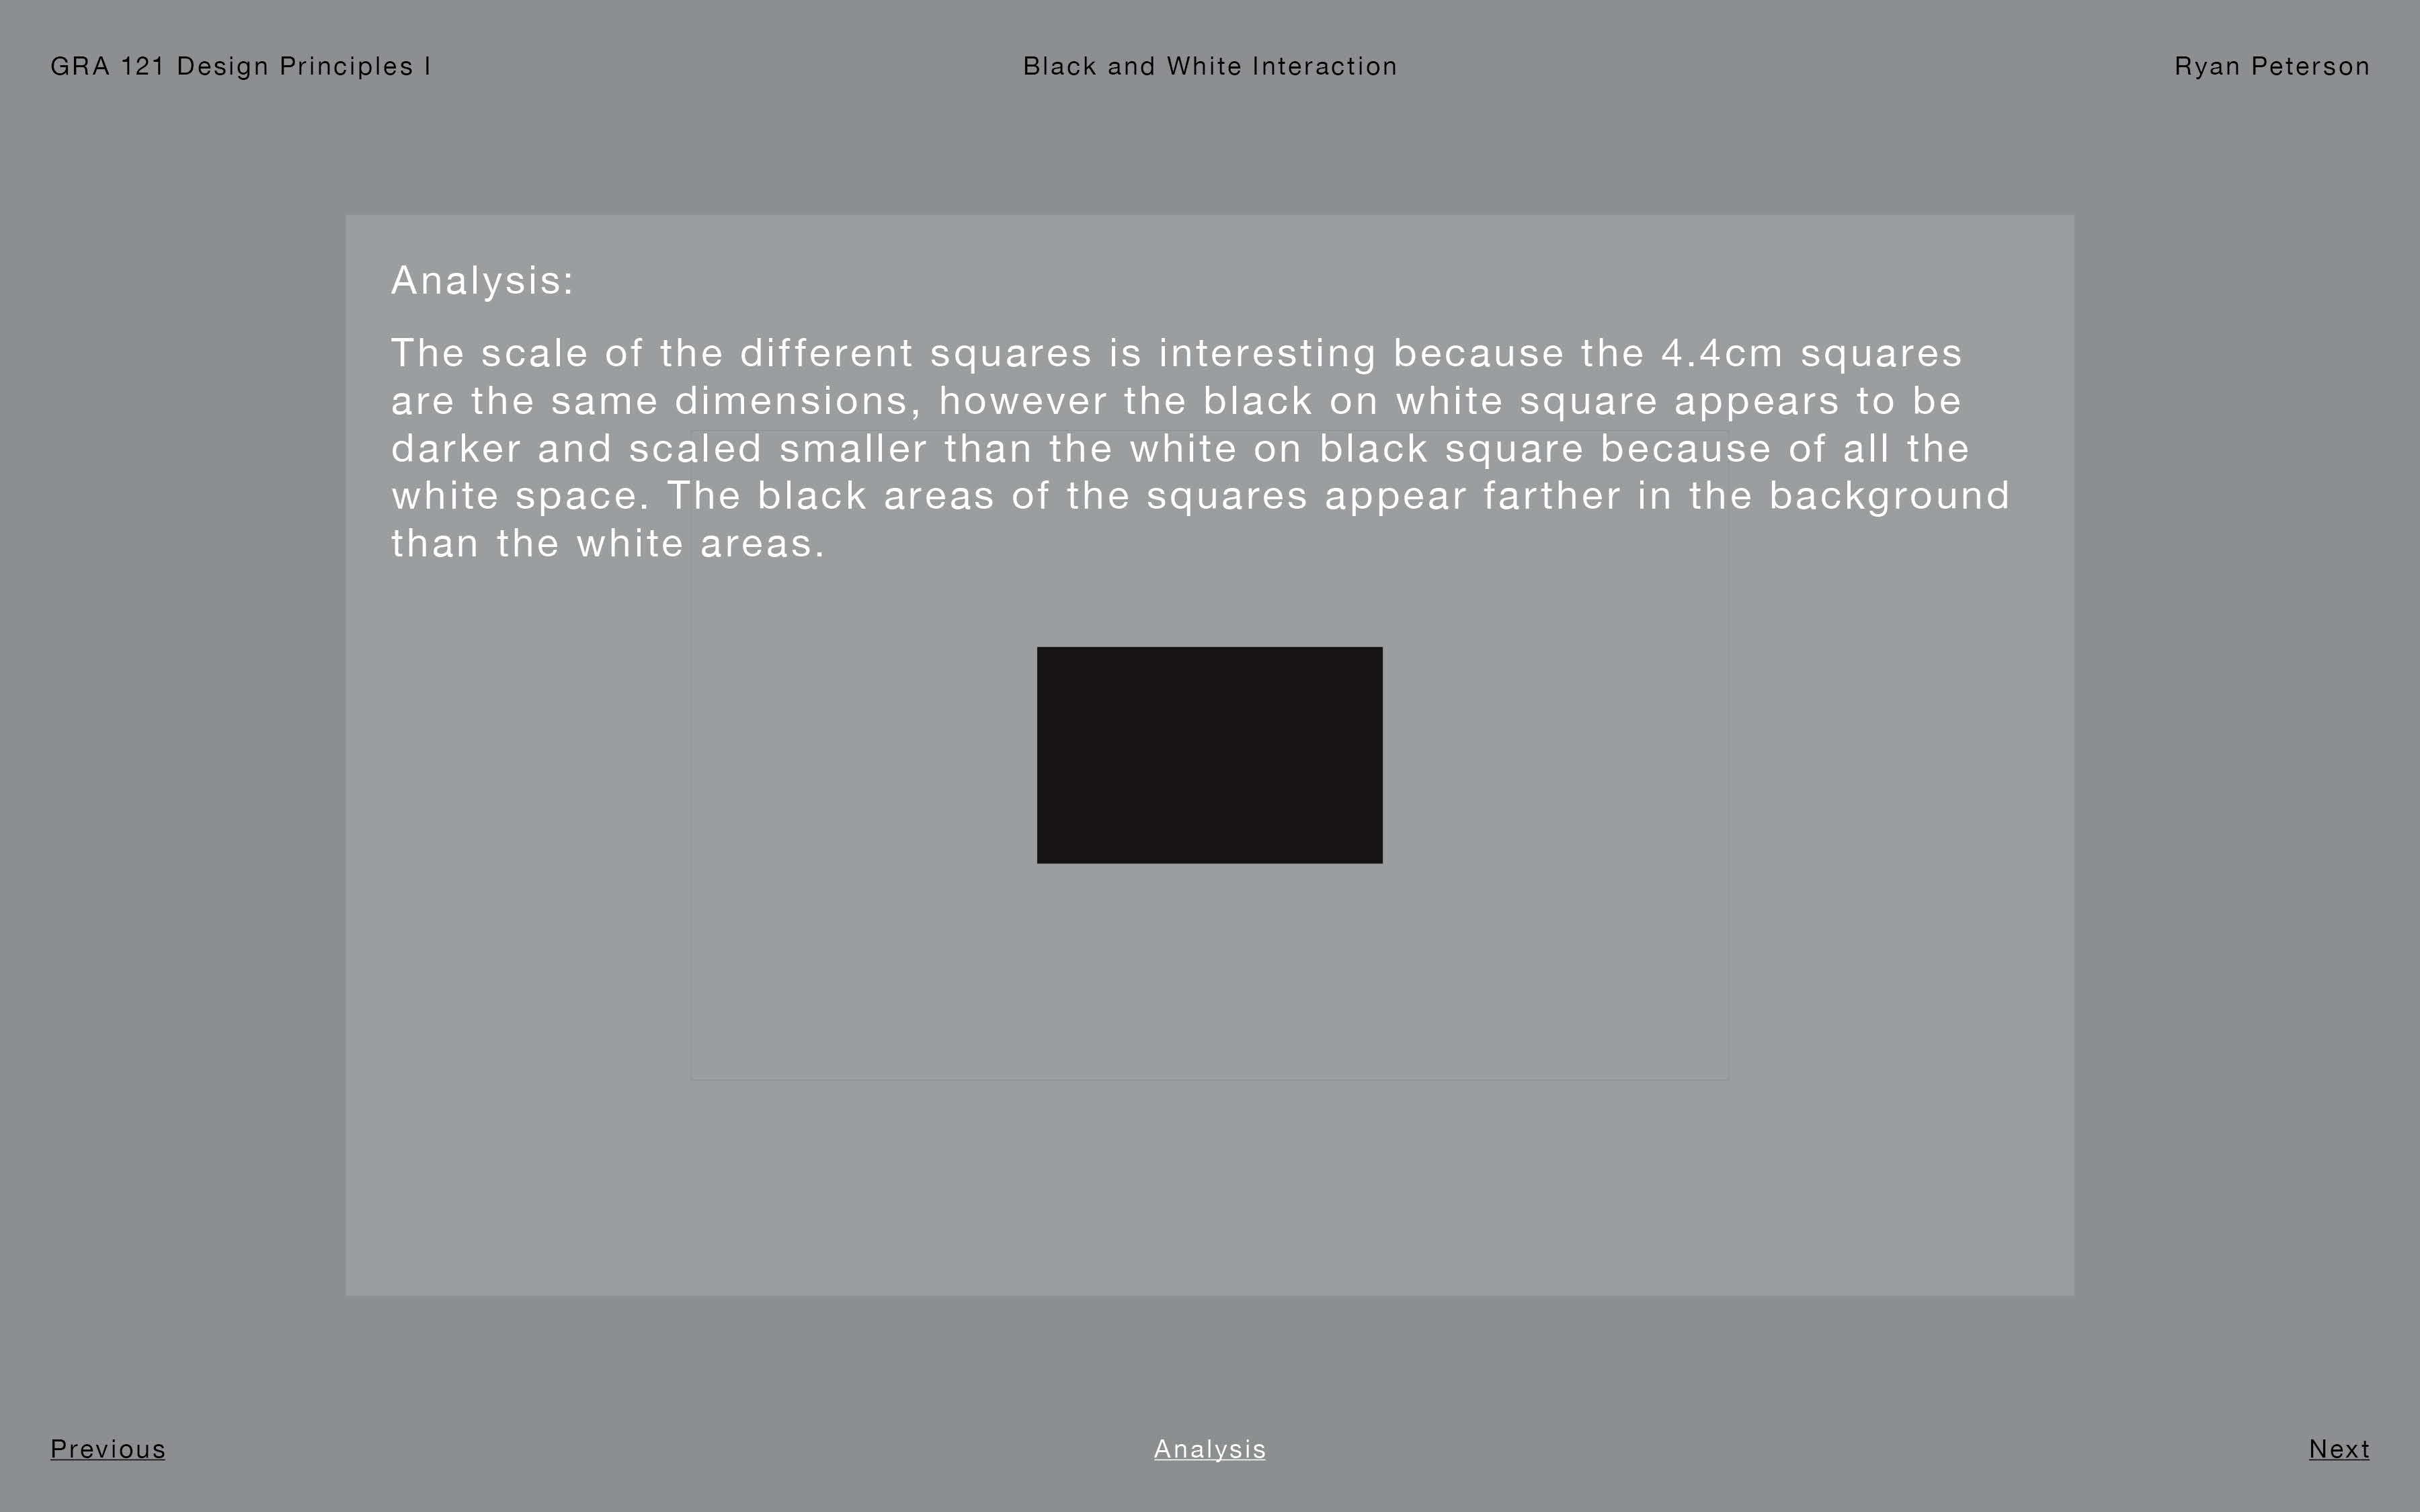 GRA 121 Design Principles I
Black and White Interaction
Ryan Peterson
Analysis:
The scale of the different squares is interesting because the 4.4cm squares
are the same dimensions, however the black on white square appears to be
darker and scaled smaller than the white on black square because of all the
white space. The black areas of the squares appear farther in the background
than the white areas.
Previous
Analysis
Next